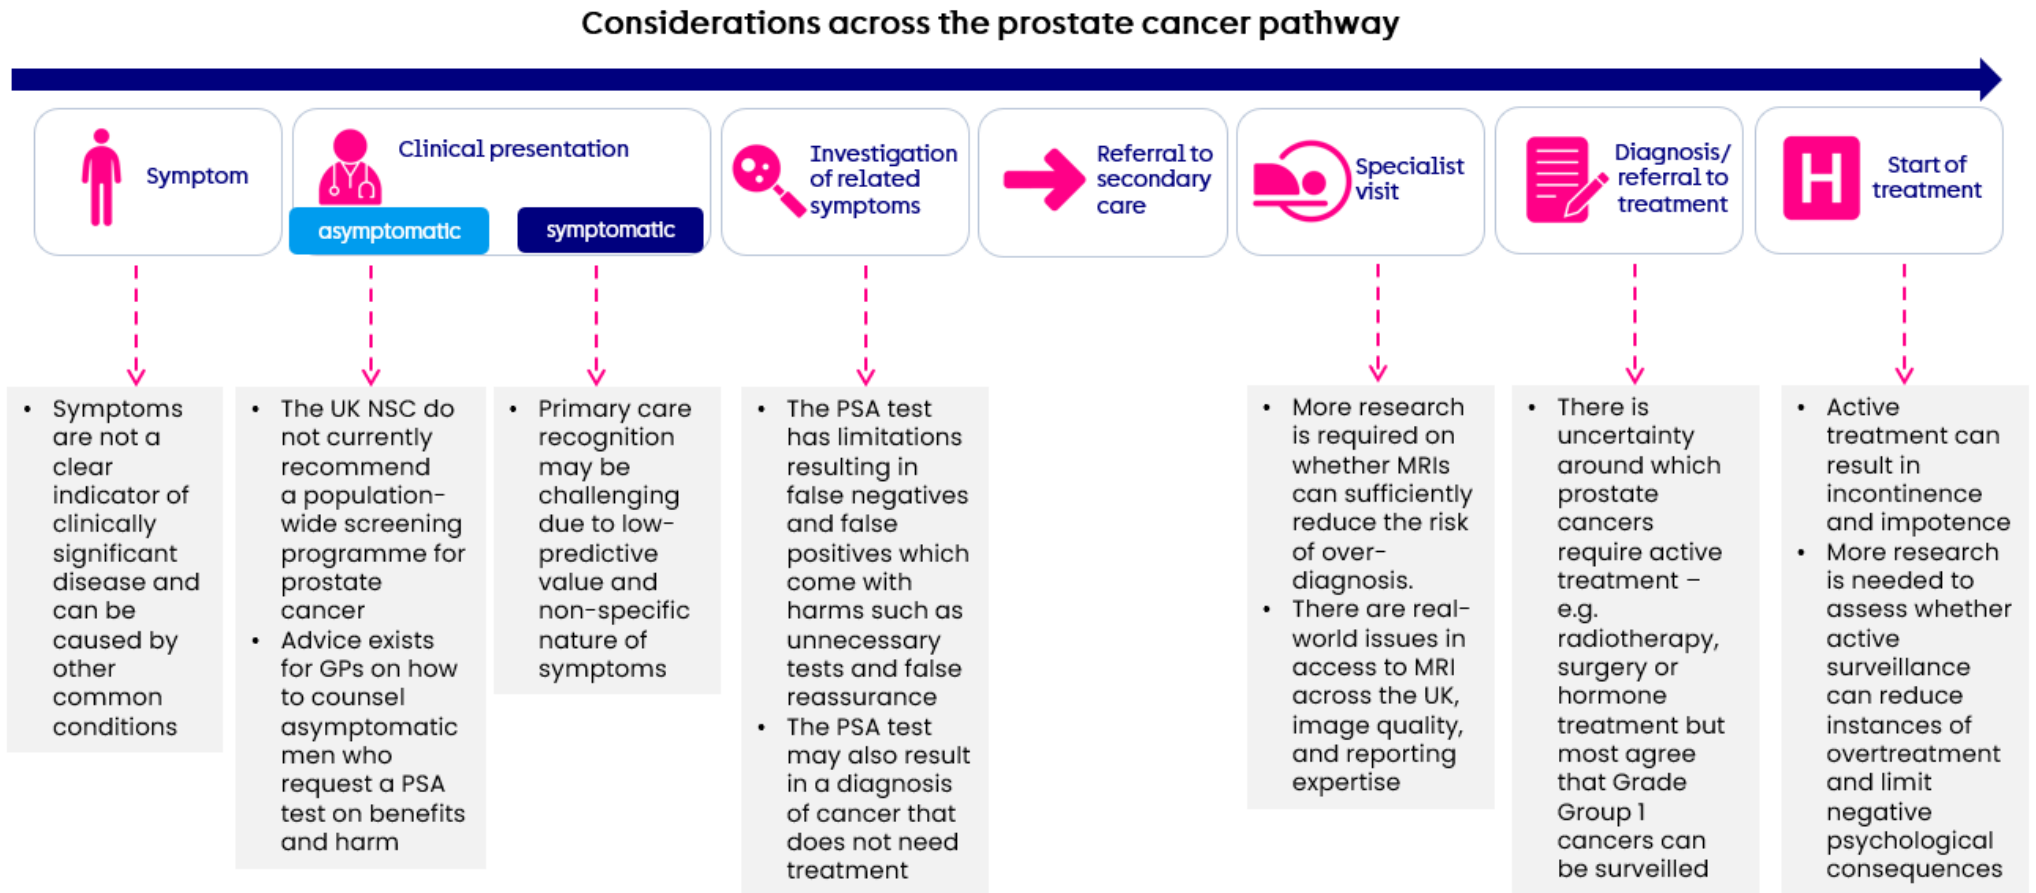 Considerations across the prostate cancer pathway
Symptom
Clinical presentation
asymptomatic
symptomatic
Investigation
of related
symptoms
Referral to
secondary
care
Specialist
visit
Diagnosis/
referral to
treatment
Start of
treatment
• Symptoms
are not a
clear
indicator of
clinically
significant
disease and
can be
caused by
other
common
conditions
• The UK NSC do
not currently
recommend
a population-
wide screening
programme for
prostate
cancer
• Advice exists
for GPs on how
to counsel
asymptomatic
men who
request a PSA
test on benefits
and harm
• Primary care
recognition
may be
challenging
due to low-
predictive
value and
non-specific
nature of
symptoms
• The PSA test
has limitations
resulting in
false negatives
and false
positives which
come with
harms such as
unnecessary
tests and false
reassurance
• The PSA test
may also result
in a diagnosis
of cancer that
does not need
treatment
• More research
is required on
whether MRIs
can sufficiently
reduce the risk
of over-
diagnosis.
• There are real-
world issues in
access to MRI
across the UK,
image quality,
and reporting
expertise
• There is
uncertainty
around which
prostate
cancers
require active
treatment –
e.g.
radiotherapy,
surgery or
hormone
treatment but
most agree
that Grade
Group 1
cancers can
be surveilled
• Active
treatment can
result in
incontinence
and impotence
• More research
is needed to
assess whether
active
surveillance
can reduce
instances of
overtreatment
and limit
negative
psychological
consequences